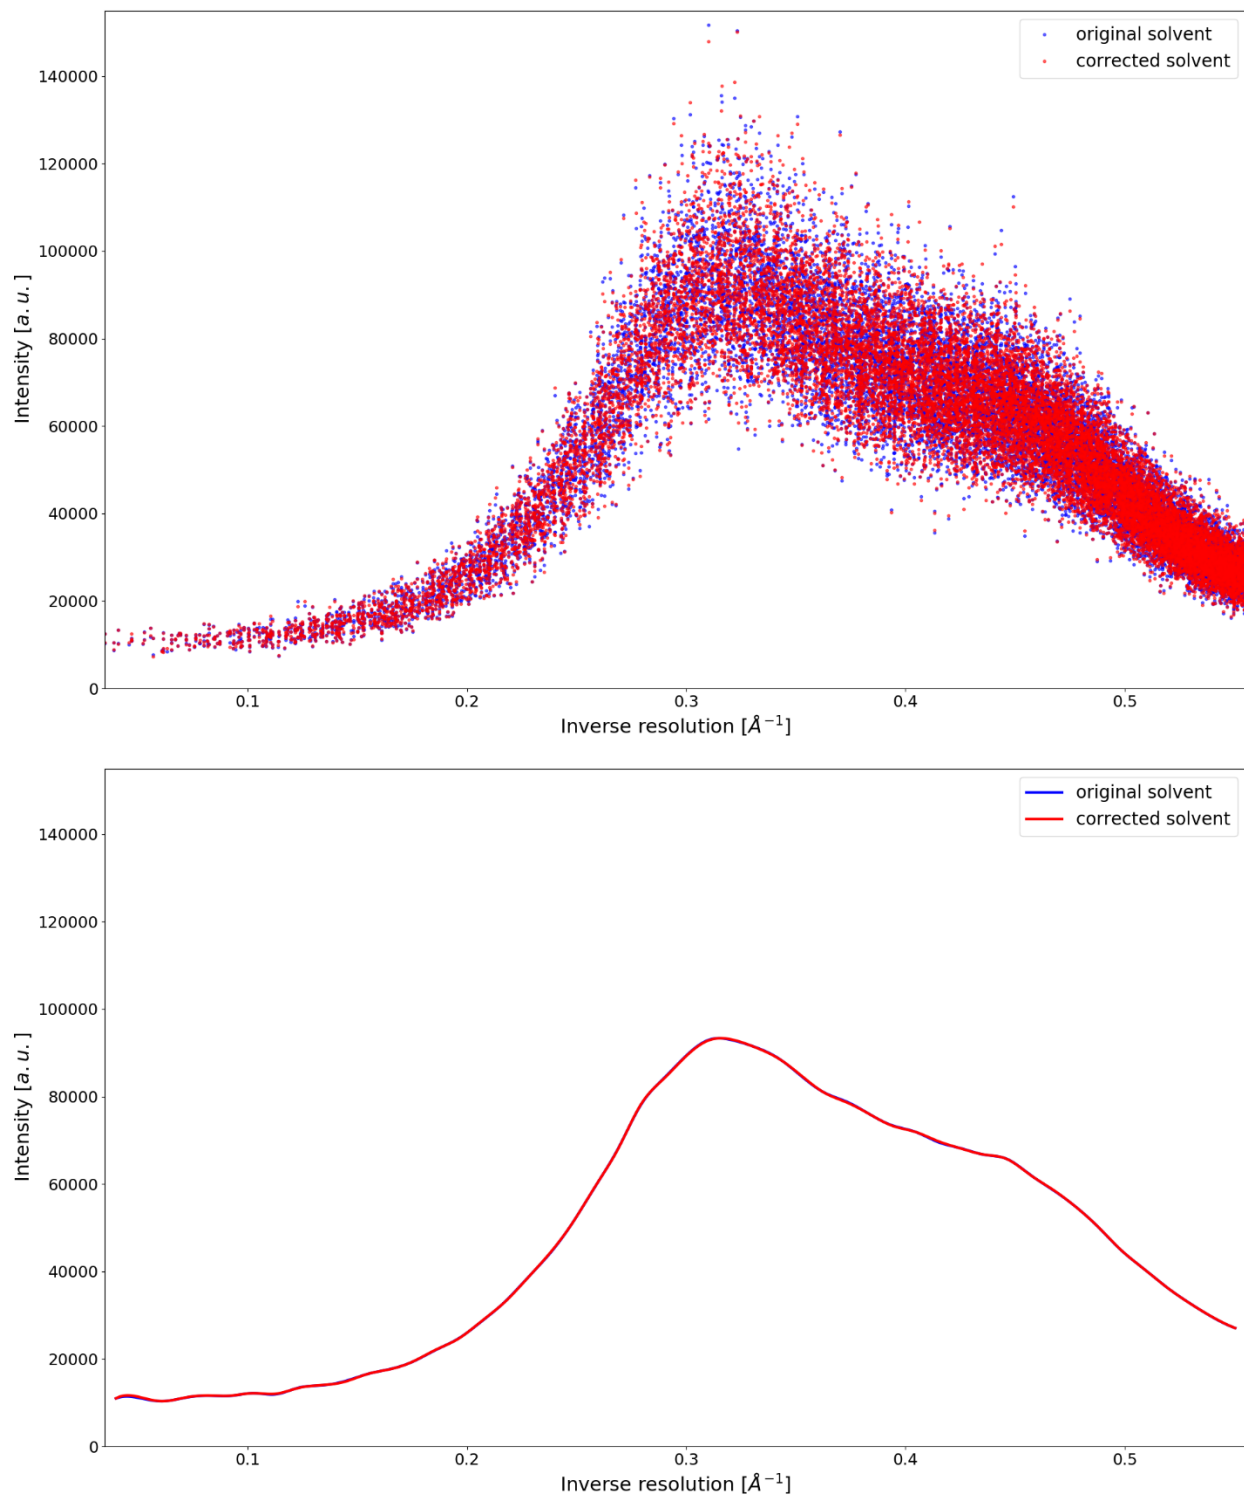 original solvent
corrected solvent
140000
120000
100000
80000
60000
40000
20000
0
Intensity [a.u.]
0.1 0.2 0.3 0.4 0.5
Inverse resolution [Å⁻¹]
original solvent
corrected solvent
140000
120000
100000
80000
60000
40000
20000
0
Intensity [a.u.]
0.1 0.2 0.3 0.4 0.5
Inverse resolution [Å⁻¹]